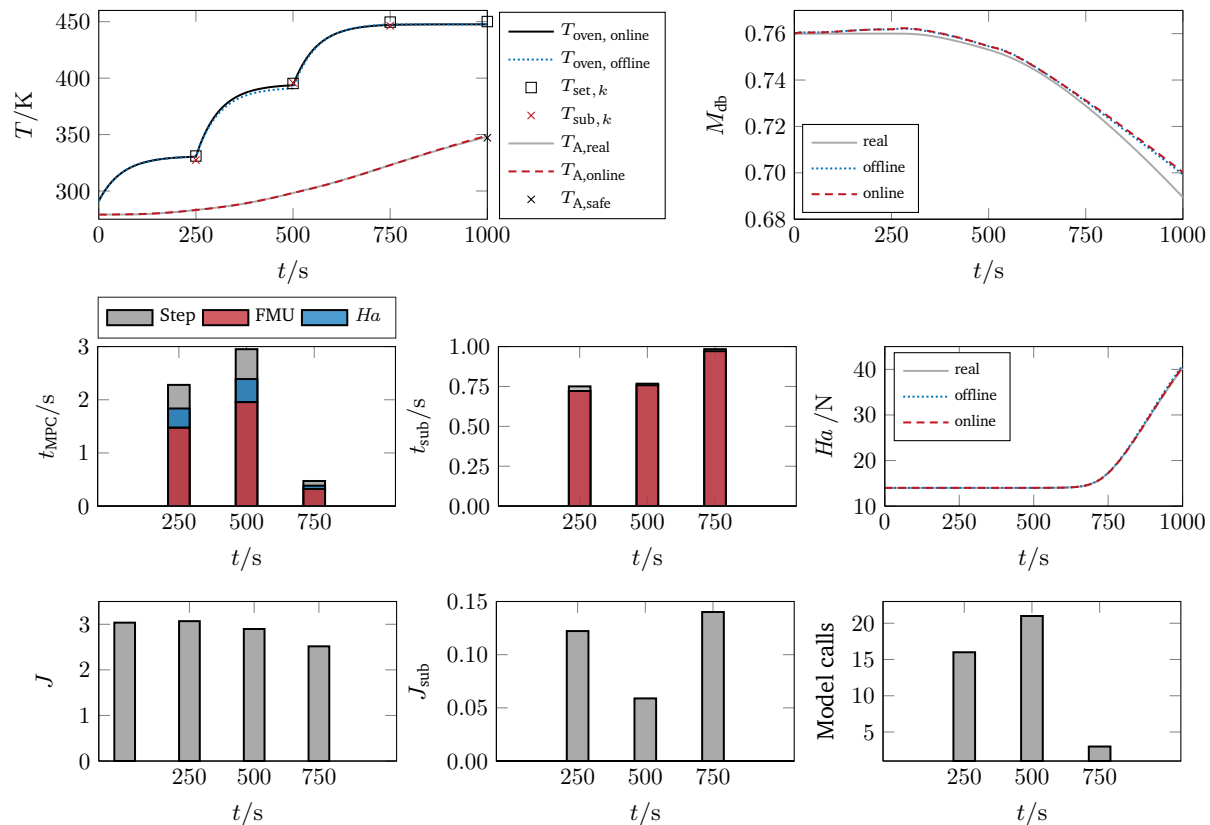 450
400
350
300
T/K
0
250
500
750
1000
t/s
T_oven, online
T_oven, offline
T_set, k
T_sub, k
T_A,real
T_A,online
T_A,safe
0.76
0.74
0.72
0.70
0.68
M_db
real
offline
online
0
250
500
750
1000
t/s
Step FMU Ha
3
2
1
0
t_MPC/s
250
500
750
t/s
1.00
0.75
0.50
0.25
0.00
t_sub/s
250
500
750
t/s
40
30
20
10
Ha/N
real
offline
online
0
250
500
750
1000
t/s
3
2
1
0
J
250
500
750
t/s
0.15
0.10
0.05
0.00
J_sub
250
500
750
t/s
20
15
10
5
Model calls
250
500
750
t/s